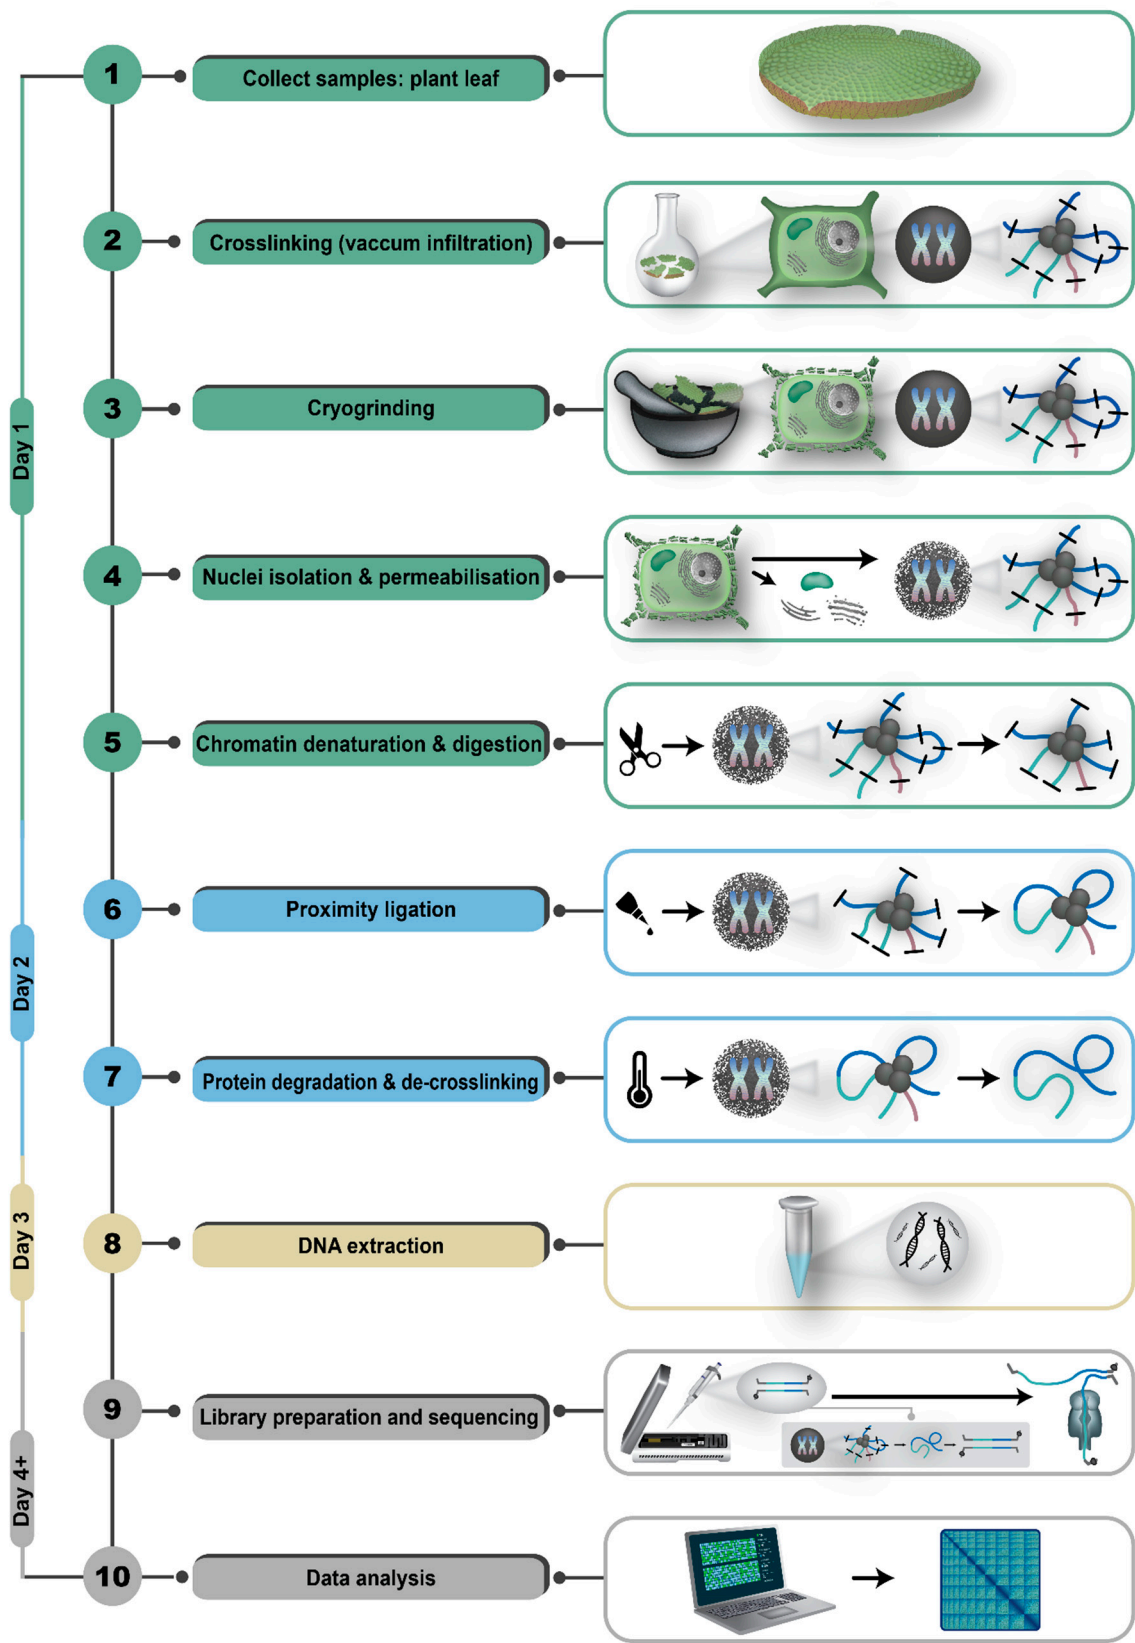 1
Collect samples: plant leaf
2
Crosslinking (vaccum infiltration)
3
Cryogrinding
Day 1
4
Nuclei isolation & permeabilisation
5
Chromatin denaturation & digestion
6
Proximity ligation
Day 2
7
Protein degradation & de-crosslinking
8
DNA extraction
Day 3
9
Library preparation and sequencing
Day 4+
10
Data analysis